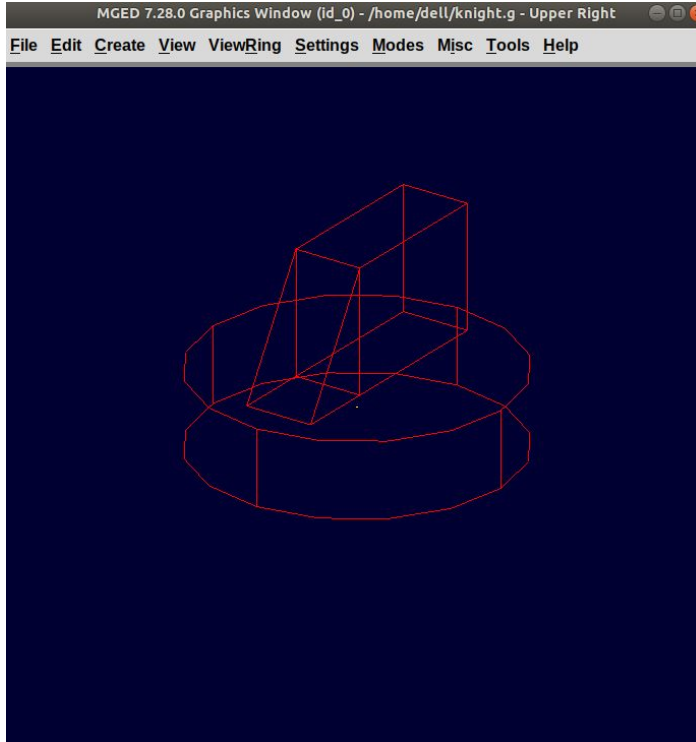 MGED 7.28.0 Graphics Window (id_0) - /home/dell/knight.g - Upper Right
File Edit Create View ViewRing Settings Modes Misc Tools Help